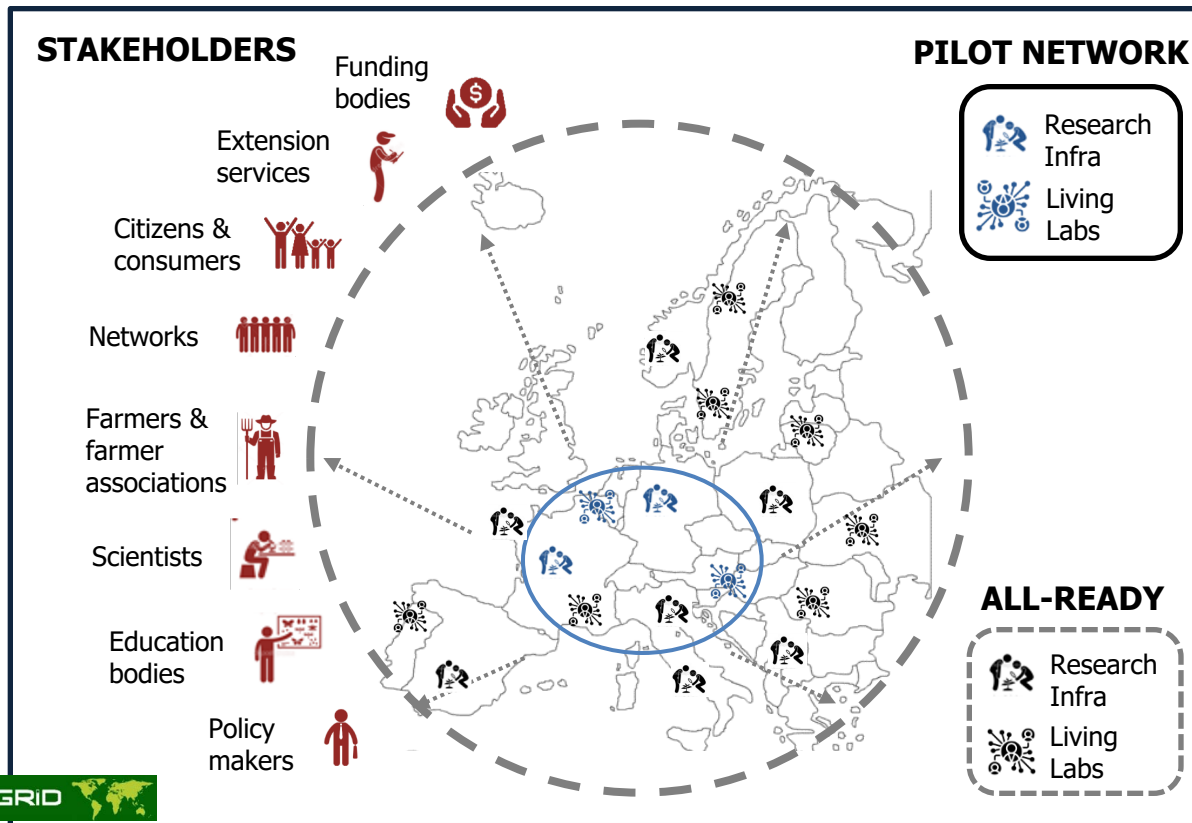 STAKEHOLDERS
Funding
bodies
Extension
services
Citizens &
consumers
Networks
Farmers &
farmer
associations
Scientists
Education
bodies
Policy
makers
PILOT NETWORK
Research
Infra
Living
Labs
ALL-READY
Research
Infra
Living
Labs
GRiD